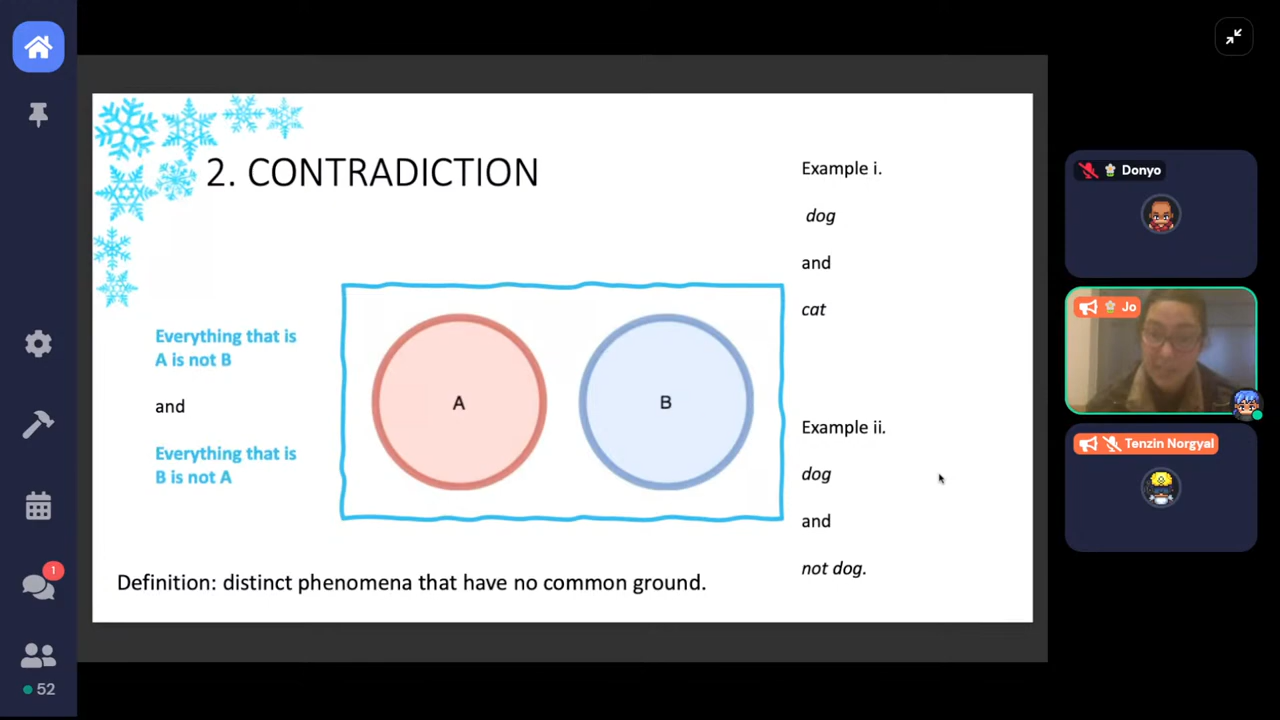 2. CONTRADICTION
Everything that is
A is not B
and
Everything that is
B is not A
A
B
Definition: distinct phenomena that have no common ground.
Example i.
dog
and
cat
Example ii.
dog
and
not dog.
Donyo
Jo
Tenzin Norgyal
1
52